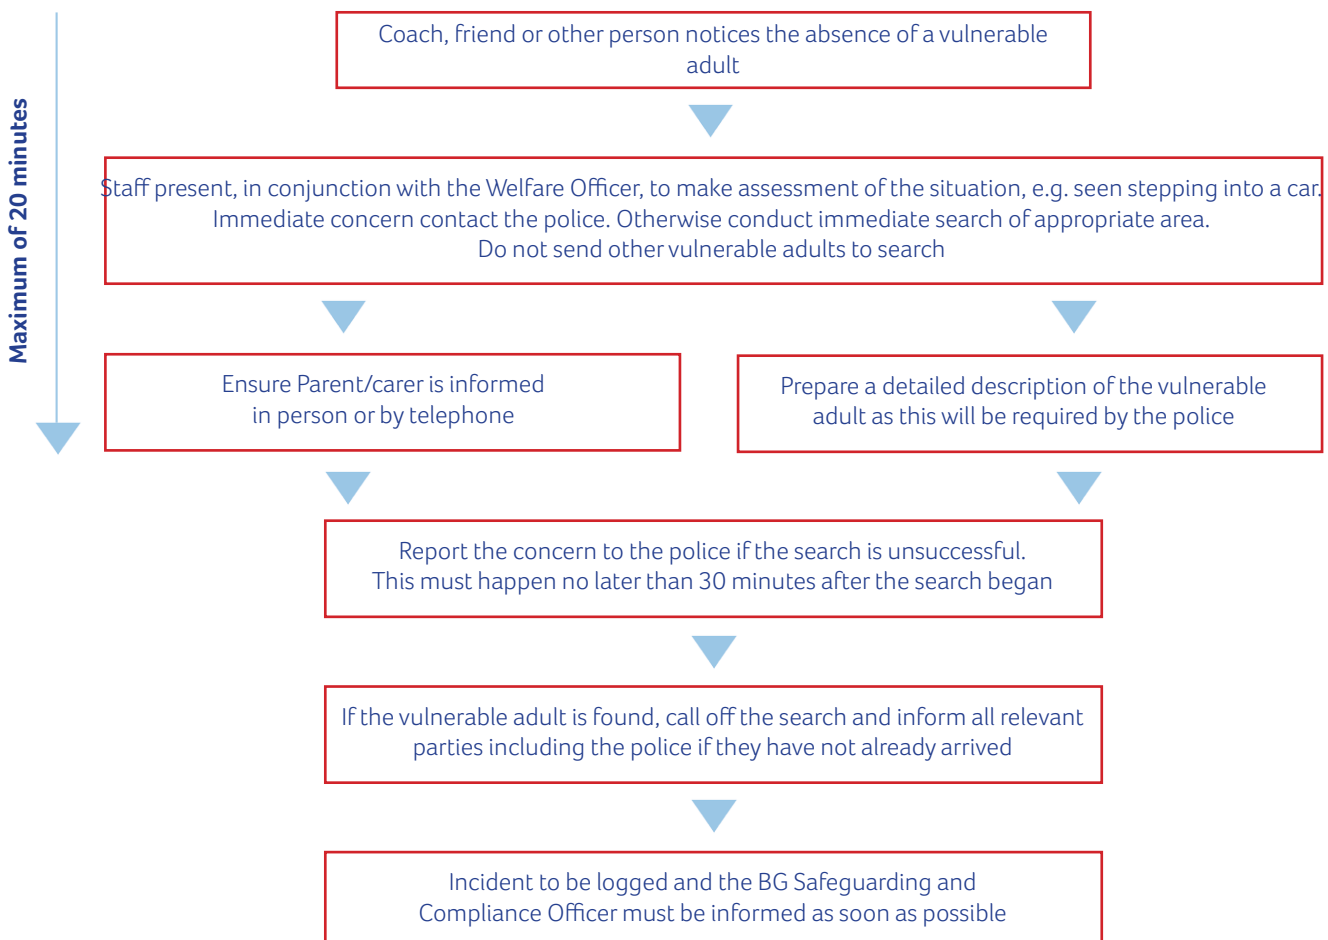 Maximum of 20 minutes
Coach, friend or other person notices the absence of a vulnerable
adult
Staff present, in conjunction with the Welfare Officer, to make assessment of the situation, e.g. seen stepping into a car.
Immediate concern contact the police. Otherwise conduct immediate search of appropriate area.
Do not send other vulnerable adults to search
Ensure Parent/carer is informed
in person or by telephone
Prepare a detailed description of the vulnerable
adult as this will be required by the police
Report the concern to the police if the search is unsuccessful.
This must happen no later than 30 minutes after the search began
If the vulnerable adult is found, call off the search and inform all relevant
parties including the police if they have not already arrived
Incident to be logged and the BG Safeguarding and
Compliance Officer must be informed as soon as possible